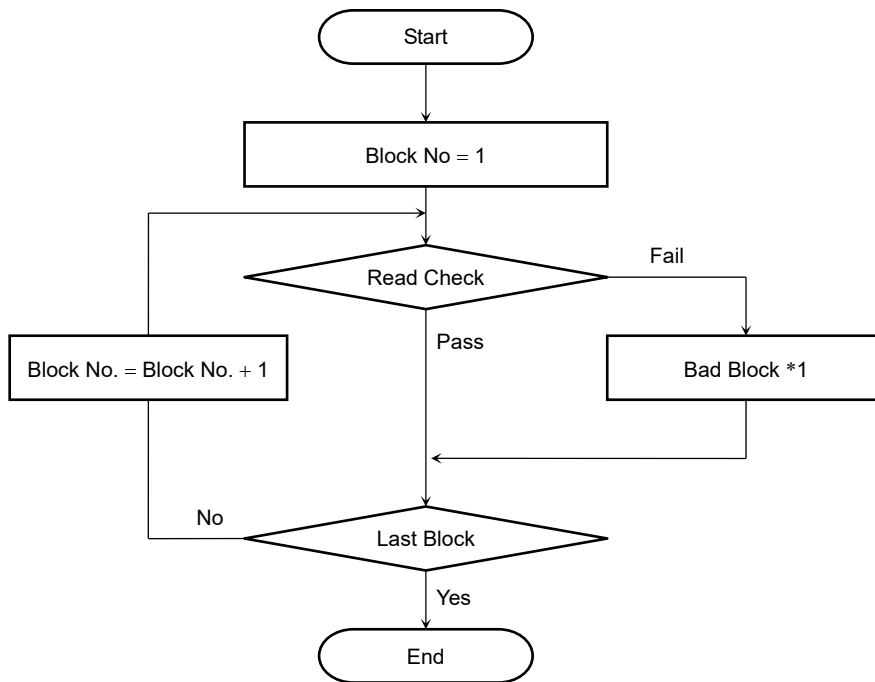 Start
Block No = 1
Read Check
Fail
Pass
Block No. = Block No. + 1
Bad Block *1
No
Last Block
Yes
End